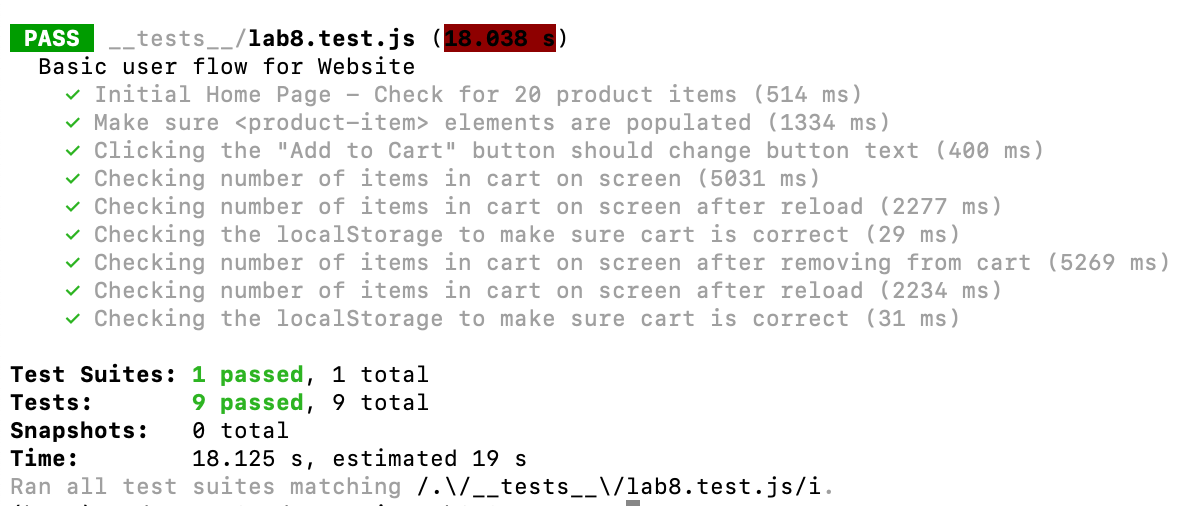 PASS __tests__/lab8.test.js (18.038 s)
Basic user flow for Website
✓ Initial Home Page – Check for 20 product items (514 ms)
✓ Make sure <product-item> elements are populated (1334 ms)
✓ Clicking the "Add to Cart" button should change button text (400 ms)
✓ Checking number of items in cart on screen (5031 ms)
✓ Checking number of items in cart on screen after reload (2277 ms)
✓ Checking the localStorage to make sure cart is correct (29 ms)
✓ Checking number of items in cart on screen after removing from cart (5269 ms)
✓ Checking number of items in cart on screen after reload (2234 ms)
✓ Checking the localStorage to make sure cart is correct (31 ms)
Test Suites: 1 passed, 1 total
Tests: 9 passed, 9 total
Snapshots: 0 total
Time: 18.125 s, estimated 19 s
Ran all test suites matching /.\/__tests__\/lab8.test.js/i.